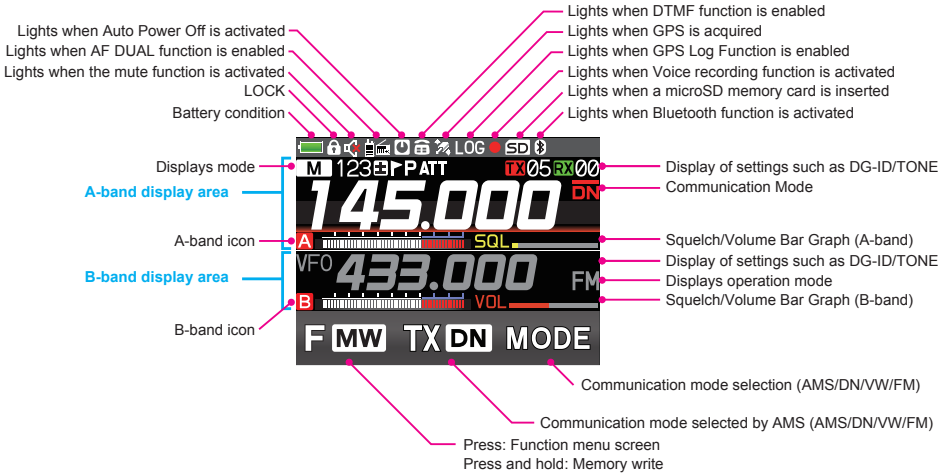 Lights when DTMF function is enabled
Lights when Auto Power Off is activated
Lights when GPS is acquired
Lights when AF DUAL function is enabled
Lights when GPS Log Function is enabled
Lights when the mute function is activated
Lights when Voice recording function is activated
LOCK
Lights when a microSD memory card is inserted
Battery condition
Lights when Bluetooth function is activated
LOG SD
Displays mode
M 123 P ATT TX05 RX00
Display of settings such as DG-ID/TONE
A-band display area
145.000 DN
Communication Mode
A-band icon
A SQL
Squelch/Volume Bar Graph (A-band)
Display of settings such as DG-ID/TONE
B-band display area
VFO 433.000 FM
Displays operation mode
B VOL
Squelch/Volume Bar Graph (B-band)
B-band icon
F MW TX DN MODE
Communication mode selection (AMS/DN/VW/FM)
Communication mode selected by AMS (AMS/DN/VW/FM)
Press: Function menu screen
Press and hold: Memory write